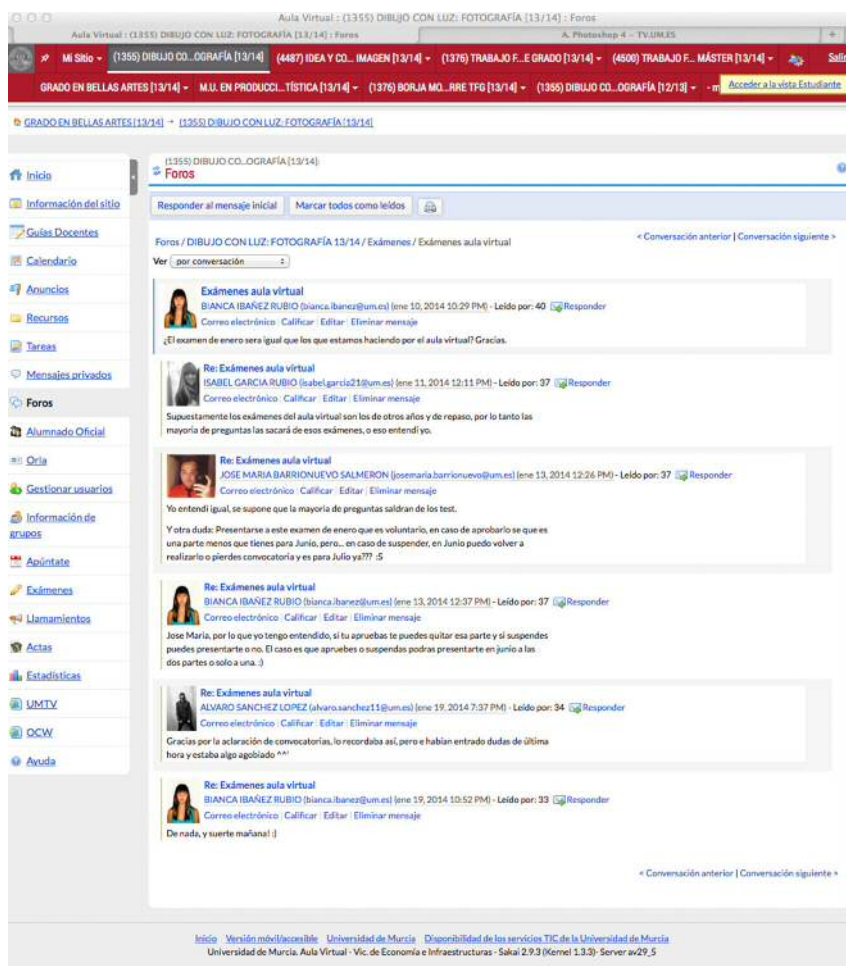 Aula Virtual : (1355) DIBUJO CON LUZ: FOTOGRAFÍA [13/14] : Foros
Aula Virtual : (1355) DIBUJO CON LUZ: FOTOGRAFÍA [13/14] : Foros
A. Photoshop 4 – TV.UM.ES
Mi Sitio
(1355) DIBUJO CO...OGRAFÍA [13/14]
(4487) IDEA Y CO... IMAGEN [13/14]
(1376) TRABAJO F...E GRADO [13/14]
(4500) TRABAJO F... MÁSTER [13/14]
Salir
GRADO EN BELLAS ARTES [13/14]
M.U. EN PRODUCCI...TÍSTICA [13/14]
(1376) BORJA MO...RRE TFG [13/14]
(1355) DIBUJO CO...OGRAFÍA [12/13]
- m
Acceder a la vista Estudiante
GRADO EN BELLAS ARTES [13/14] → (1355) DIBUJO CON LUZ: FOTOGRAFÍA [13/14]
Inicio
Información del sitio
Guías Docentes
Calendario
Anuncios
Recursos
Tareas
Mensajes privados
Foros
Alumnado Oficial
Orla
Gestionar usuarios
Información de
grupos
Apúntate
Exámenes
Llamamientos
Actas
Estadísticas
UMTV
OCW
Ayuda
(1355) DIBUJO CO...OGRAFÍA [13/14]:
Foros
Responder al mensaje inicial
Marcar todos como leídos
Foros / DIBUJO CON LUZ: FOTOGRAFÍA 13/14 / Exámenes / Exámenes aula virtual
< Conversación anterior | Conversación siguiente >
Ver por conversación
Exámenes aula virtual
BIANCA IBAÑEZ RUBIO (bianca.ibanez@um.es) (ene 10, 2014 10:29 PM) - Leído por: 40 Responder
Correo electrónico | Calificar | Editar | Eliminar mensaje
¿El examen de enero sera igual que los que estamos haciendo por el aula virtual? Gracias.
Re: Exámenes aula virtual
ISABEL GARCIA RUBIO (isabel.garcia21@um.es) (ene 11, 2014 12:11 PM) - Leído por: 37 Responder
Correo electrónico | Calificar | Editar | Eliminar mensaje
Supuestamente los exámenes del aula virtual son los de otros años y de repaso, por lo tanto las
mayoría de preguntas las sacará de esos exámenes, o eso entendí yo.
Re: Exámenes aula virtual
JOSE MARIA BARRIONUEVO SALMERON (josemaria.barrionuevo@um.es) (ene 13, 2014 12:26 PM) - Leído por: 37 Responder
Correo electrónico | Calificar | Editar | Eliminar mensaje
Yo entendi igual, se supone que la mayoria de preguntas saldran de los test.
Y otra duda: Presentarse a este examen de enero que es voluntario, en caso de aprobarlo se que es
una parte menos que tienes para Junio, pero... en caso de suspender, en Junio puedo volver a
realizarlo o pierdes convocatoria y es para Julio ya??? :S
Re: Exámenes aula virtual
BIANCA IBAÑEZ RUBIO (bianca.ibanez@um.es) (ene 13, 2014 12:37 PM) - Leído por: 37 Responder
Correo electrónico | Calificar | Editar | Eliminar mensaje
Jose Maria, por lo que yo tengo entendido, si tu apruebas te puedes quitar esa parte y si suspendes
puedes presentarte o no. El caso es que apruebes o suspendas podras presentarte en junio a las
dos partes o solo a una. :)
Re: Exámenes aula virtual
ALVARO SANCHEZ LOPEZ (alvaro.sanchez11@um.es) (ene 19, 2014 7:37 PM) - Leído por: 34 Responder
Correo electrónico | Calificar | Editar | Eliminar mensaje
Gracias por la aclaración de convocatorias, lo recordaba asi, pero e habian entrado dudas de última
hora y estaba algo agobiado ^^'
Re: Exámenes aula virtual
BIANCA IBAÑEZ RUBIO (bianca.ibanez@um.es) (ene 19, 2014 10:52 PM) - Leído por: 33 Responder
Correo electrónico | Calificar | Editar | Eliminar mensaje
De nada, y suerte mañana! :)
< Conversación anterior | Conversación siguiente >
Inicio Versión móvil/accesible Universidad de Murcia Disponibilidad de los servicios TIC de la Universidad de Murcia
Universidad de Murcia. Aula Virtual - Vic. de Economía e Infraestructuras - Sakai 2.9.3 (Kernel 1.3.3)- Server av29_5